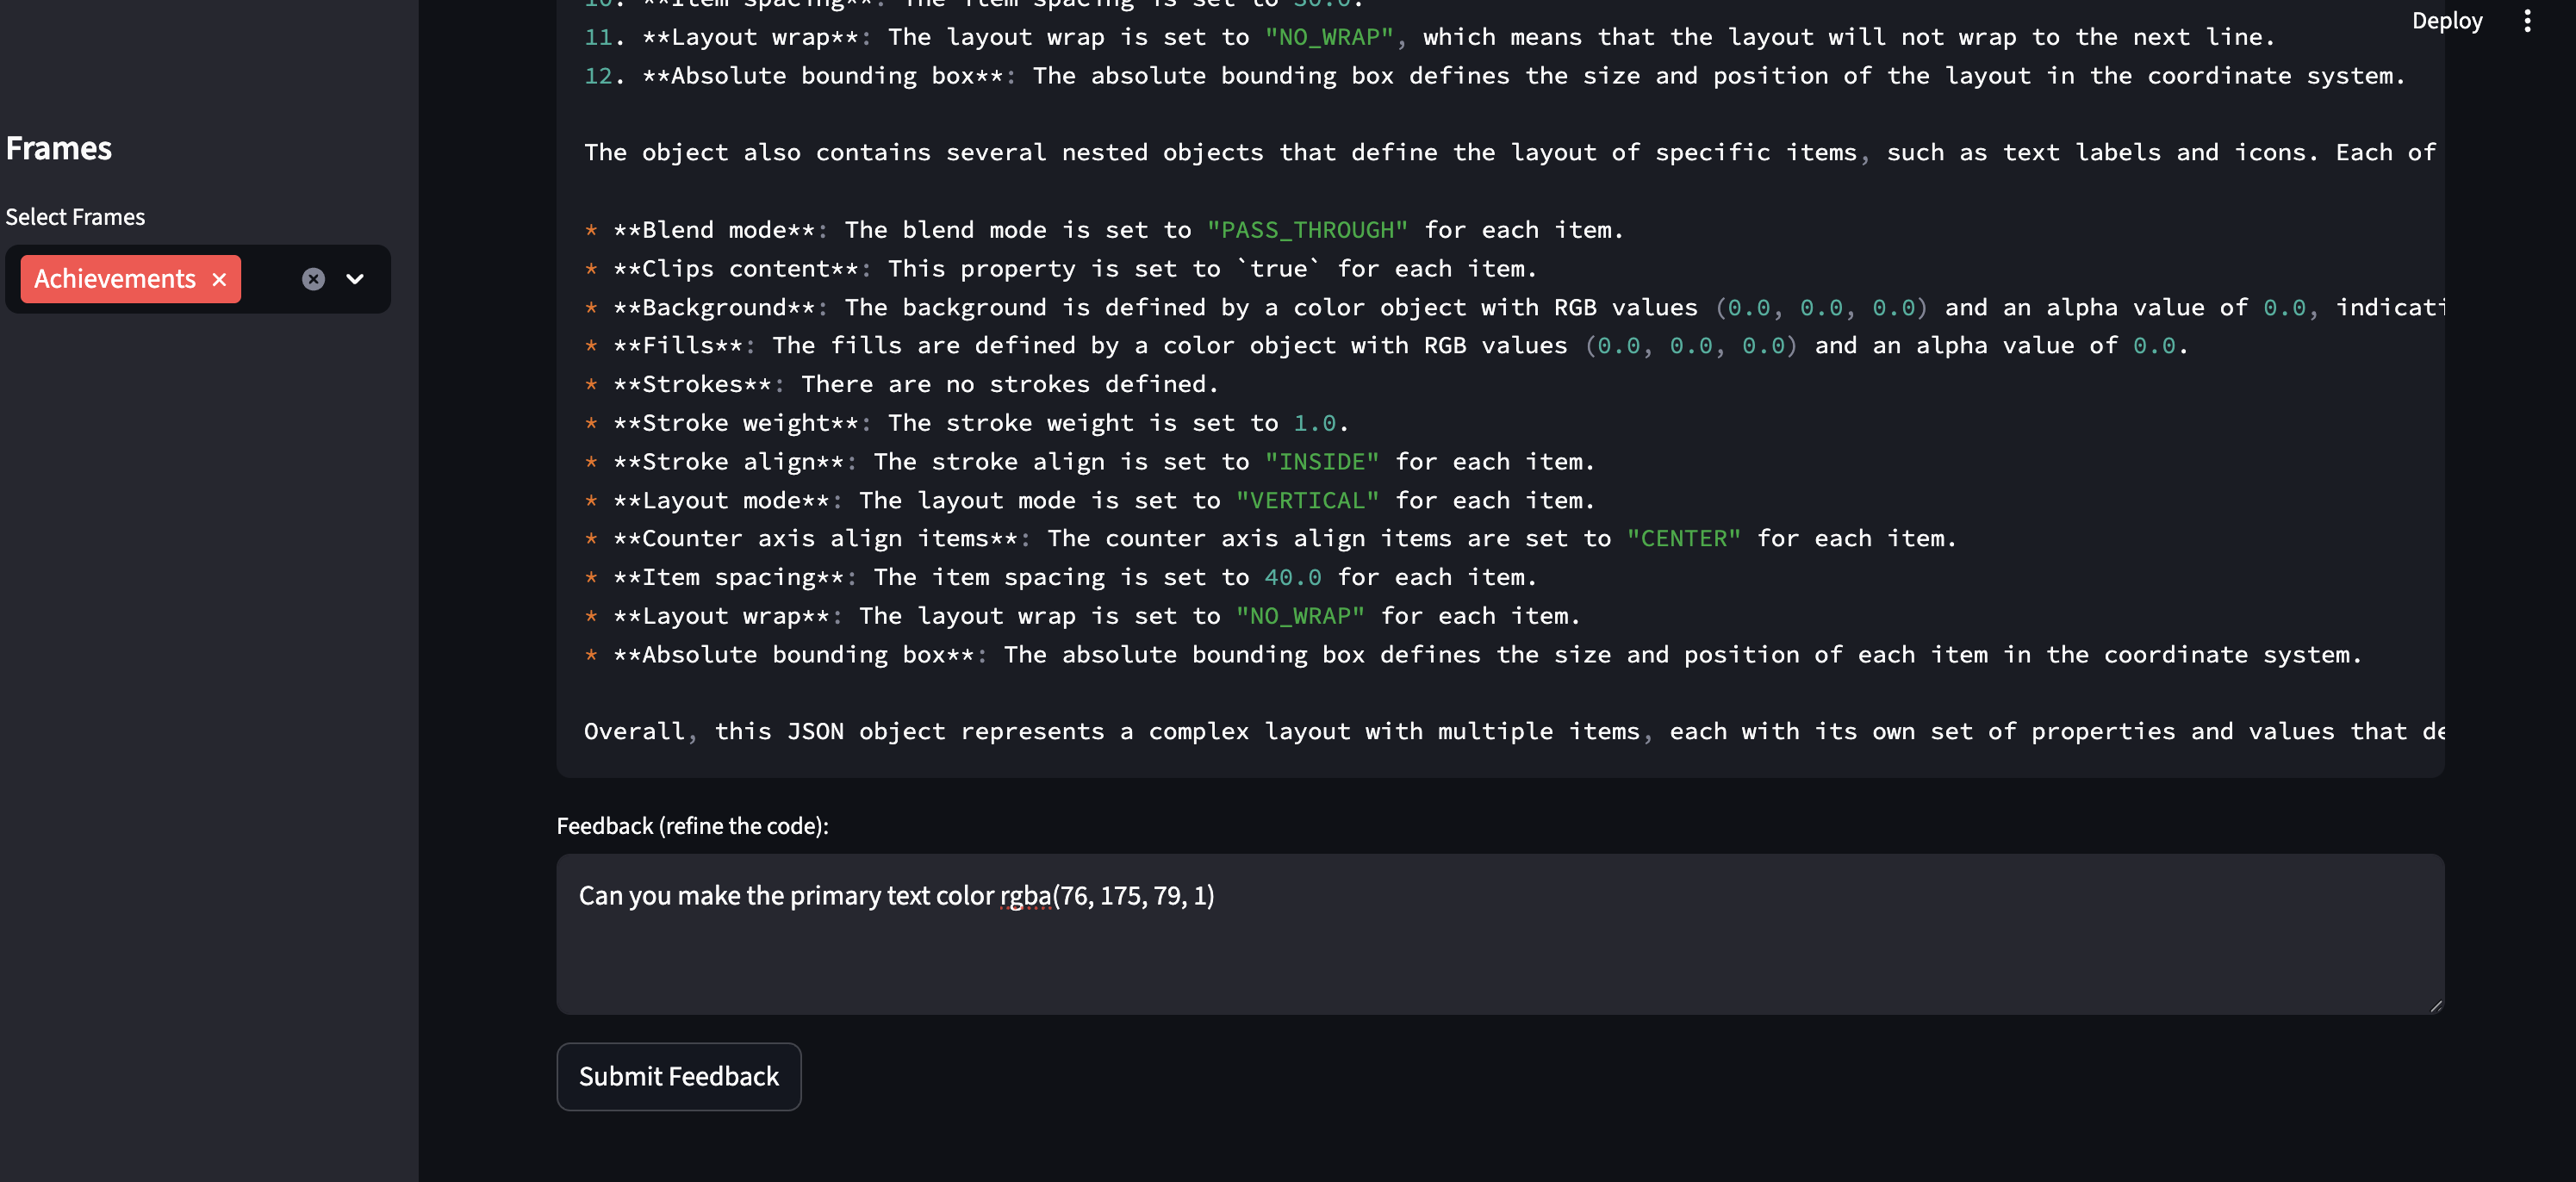 Deploy
Frames
Select Frames
Achievements
10. **Item spacing**: The item spacing is set to 30.0.
11. **Layout wrap**: The layout wrap is set to "NO_WRAP", which means that the layout will not wrap to the next line.
12. **Absolute bounding box**: The absolute bounding box defines the size and position of the layout in the coordinate system.
The object also contains several nested objects that define the layout of specific items, such as text labels and icons. Each of
* **Blend mode**: The blend mode is set to "PASS_THROUGH" for each item.
* **Clips content**: This property is set to `true` for each item.
* **Background**: The background is defined by a color object with RGB values (0.0, 0.0, 0.0) and an alpha value of 0.0, indicati
* **Fills**: The fills are defined by a color object with RGB values (0.0, 0.0, 0.0) and an alpha value of 0.0.
* **Strokes**: There are no strokes defined.
* **Stroke weight**: The stroke weight is set to 1.0.
* **Stroke align**: The stroke align is set to "INSIDE" for each item.
* **Layout mode**: The layout mode is set to "VERTICAL" for each item.
* **Counter axis align items**: The counter axis align items are set to "CENTER" for each item.
* **Item spacing**: The item spacing is set to 40.0 for each item.
* **Layout wrap**: The layout wrap is set to "NO_WRAP" for each item.
* **Absolute bounding box**: The absolute bounding box defines the size and position of each item in the coordinate system.
Overall, this JSON object represents a complex layout with multiple items, each with its own set of properties and values that de
Feedback (refine the code):
Can you make the primary text color rgba(76, 175, 79, 1)
Submit Feedback